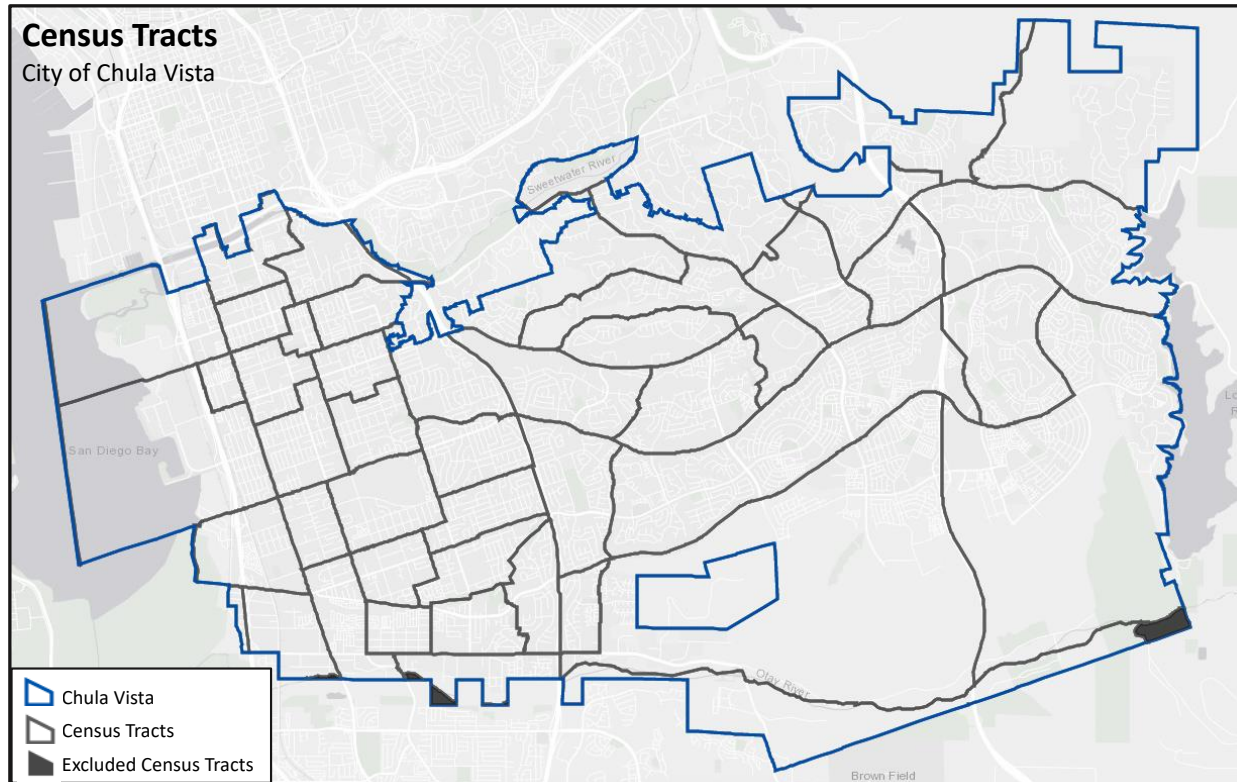 Census Tracts
City of Chula Vista
Sweetwater River
San Diego Bay
Otay River
Brown Field
Chula Vista
Census Tracts
Excluded Census Tracts